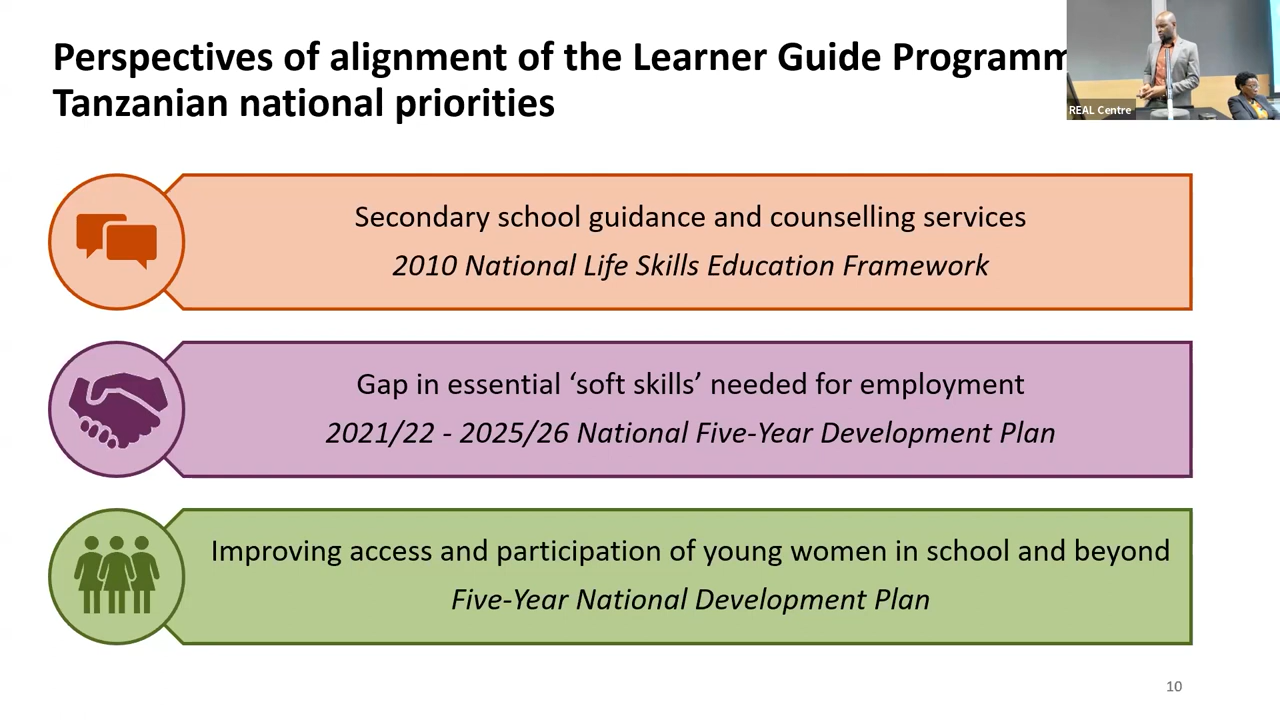 Perspectives of alignment of the Learner Guide Programm
Tanzanian national priorities
REAL Centre
Secondary school guidance and counselling services
2010 National Life Skills Education Framework
Gap in essential ‘soft skills’ needed for employment
2021/22 - 2025/26 National Five-Year Development Plan
Improving access and participation of young women in school and beyond
Five-Year National Development Plan
10